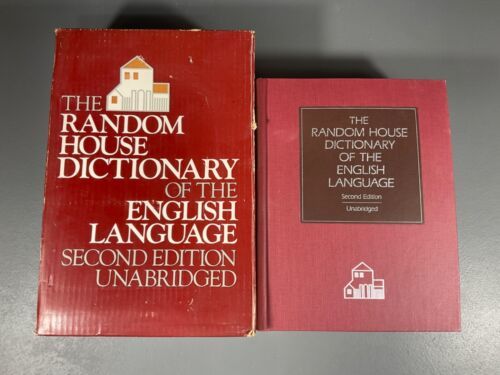 THE
RANDOM
HOUSE
DICTIONARY
OF THE
ENGLISH
LANGUAGE
SECOND EDITION
UNABRIDGED
THE
RANDOM HOUSE
DICTIONARY
OF THE
ENGLISH
LANGUAGE
Second Edition
Unabridged